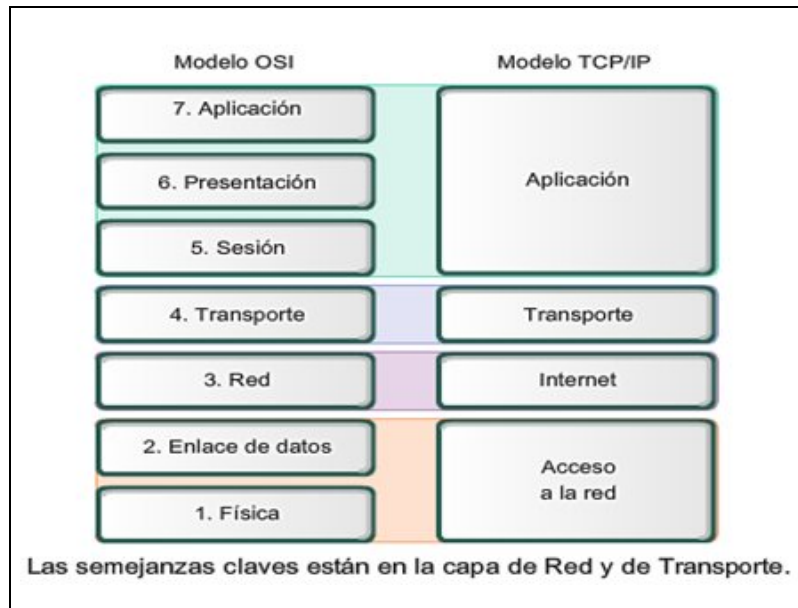 Modelo OSI
Modelo TCP/IP
7. Aplicación
6. Presentación
5. Sesión
Aplicación
4. Transporte
Transporte
3. Red
Internet
2. Enlace de datos
1. Física
Acceso
a la red
Las semejanzas claves están en la capa de Red y de Transporte.